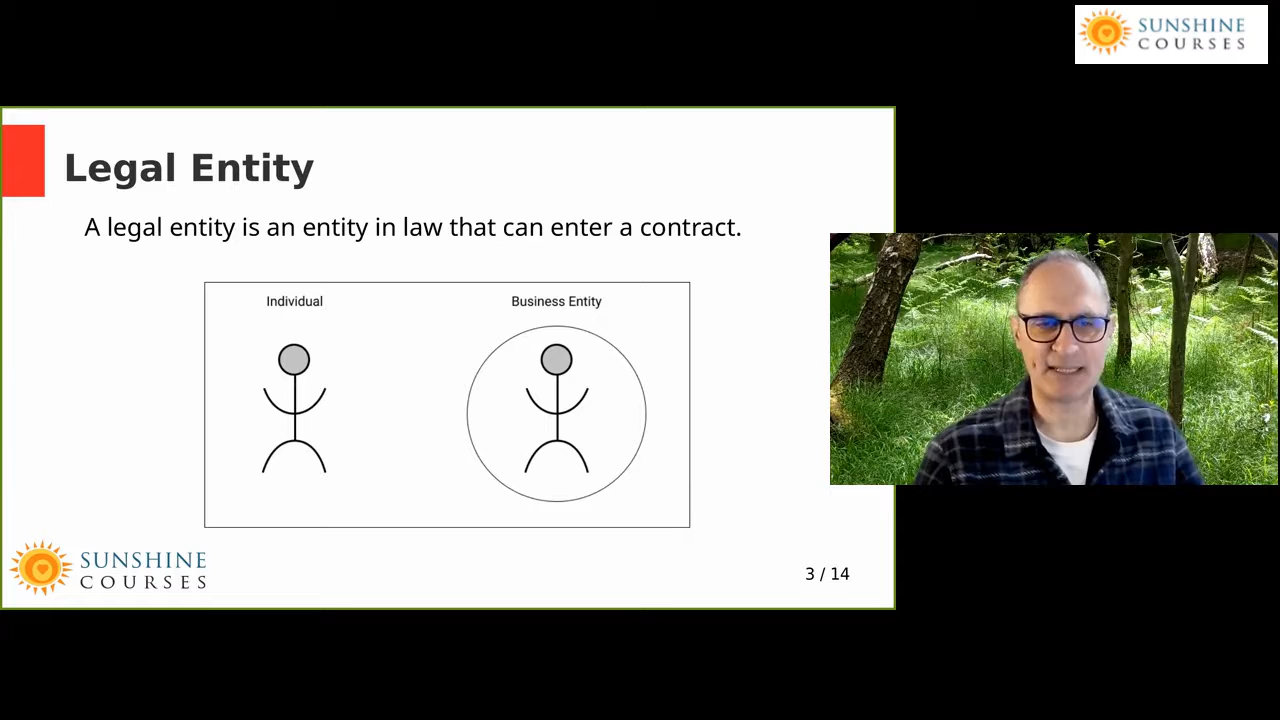 SUNSHINE
COURSES
Legal Entity
A legal entity is an entity in law that can enter a contract.
Individual
Business Entity
SUNSHINE
COURSES
3 / 14